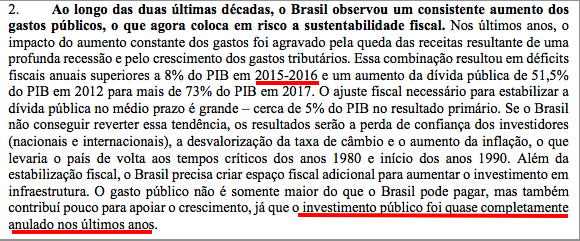 2. Ao longo das duas últimas décadas, o Brasil observou um consistente aumento dos
gastos públicos, o que agora coloca em risco a sustentabilidade fiscal. Nos últimos anos, o
impacto do aumento constante dos gastos foi agravado pela queda das receitas resultante de uma
profunda recessão e pelo crescimento dos gastos tributários. Essa combinação resultou em déficits
fiscais anuais superiores a 8% do PIB em 2015-2016 e um aumento da dívida pública de 51,5%
do PIB em 2012 para mais de 73% do PIB em 2017. O ajuste fiscal necessário para estabilizar a
dívida pública no médio prazo é grande – cerca de 5% do PIB no resultado primário. Se o Brasil
não conseguir reverter essa tendência, os resultados serão a perda de confiança dos investidores
(nacionais e internacionais), a desvalorização da taxa de câmbio e o aumento da inflação, o que
levaria o país de volta aos tempos críticos dos anos 1980 e início dos anos 1990. Além da
estabilização fiscal, o Brasil precisa criar espaço fiscal adicional para aumentar o investimento em
infraestrutura. O gasto público não é somente maior do que o Brasil pode pagar, mas também
contribuí pouco para apoiar o crescimento, já que o investimento público foi quase completamente
anulado nos últimos anos.